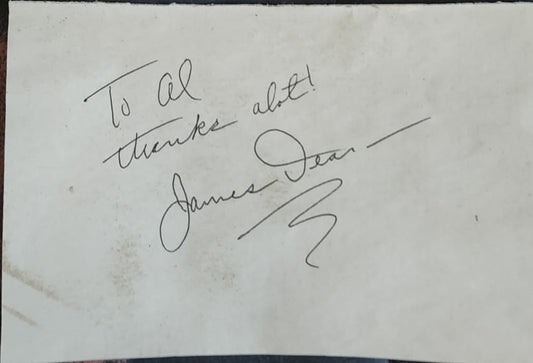 To Al
thanks alot!
James Dean